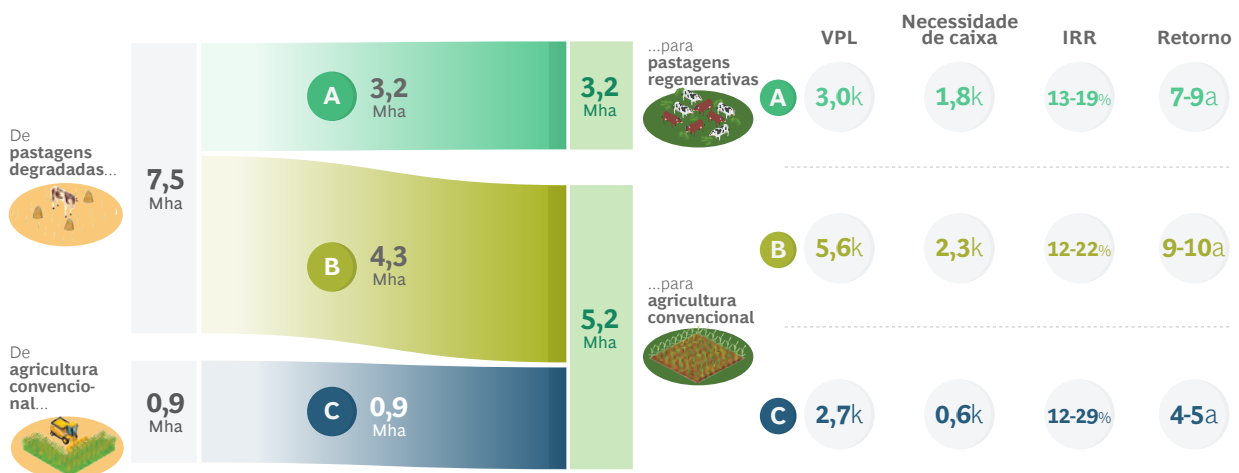 De
pastagens
degradadas...
7,5
Mha
De
agricultura
convencio-
nal...
0,9
Mha
A
3,2
Mha
B
4,3
Mha
C
0,9
Mha
3,2
Mha
5,2
Mha
...para
pastagens
regenerativas
...para
agricultura
convencional
VPL
Necessidade
de caixa
IRR
Retorno
A
3,0k
1,8k
13-19%
7-9a
B
5,6k
2,3k
12-22%
9-10a
C
2,7k
0,6k
12-29%
4-5a